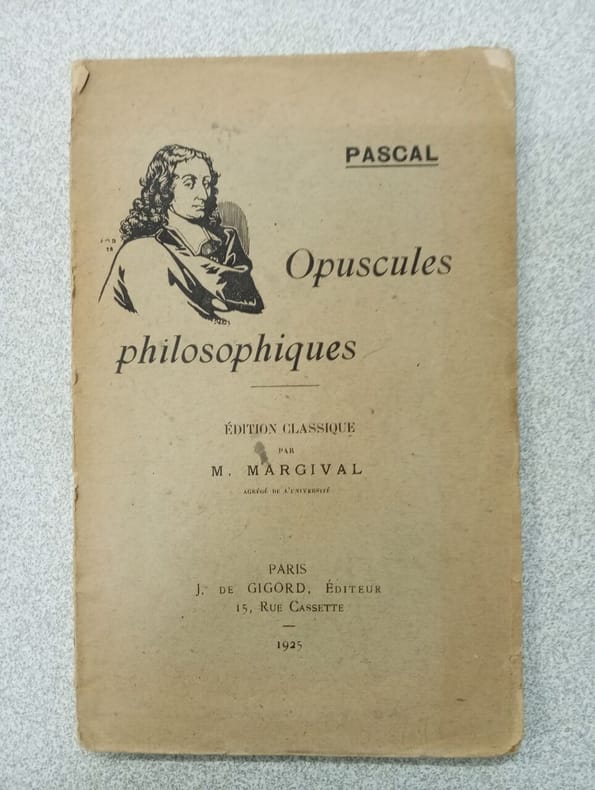 PASCAL
Opuscules
philosophiques
ÉDITION CLASSIQUE
PAR
M. MARGIVAL
AGRÉGÉ DE L'UNIVERSITÉ
PARIS
J. DE GIGORD, ÉDITEUR
15, RUE CASSETTE
1925